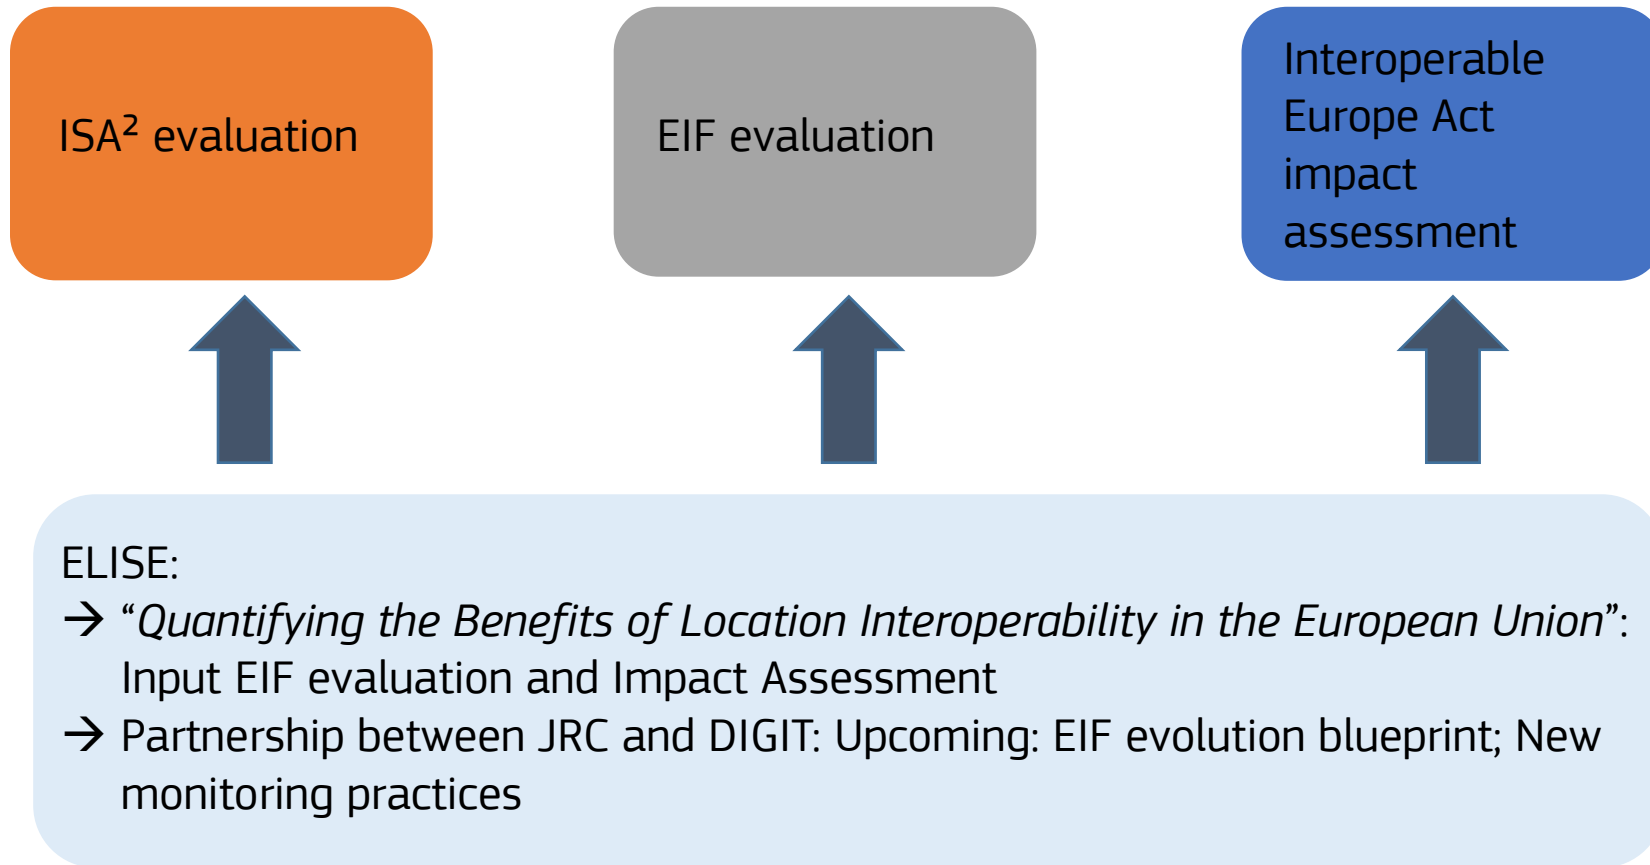 ISA² evaluation
EIF evaluation
Interoperable
Europe Act
impact
assessment
ELISE:
→ “Quantifying the Benefits of Location Interoperability in the European Union”:
Input EIF evaluation and Impact Assessment
→ Partnership between JRC and DIGIT: Upcoming: EIF evolution blueprint; New
monitoring practices